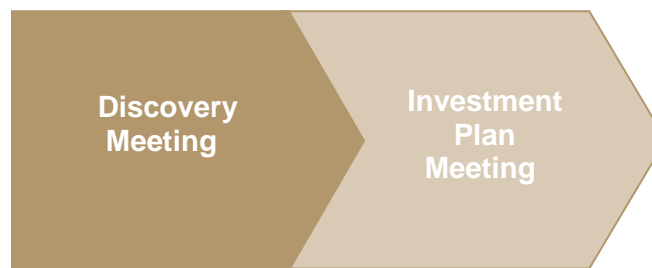 Discovery
Meeting
Investment
Plan
Meeting